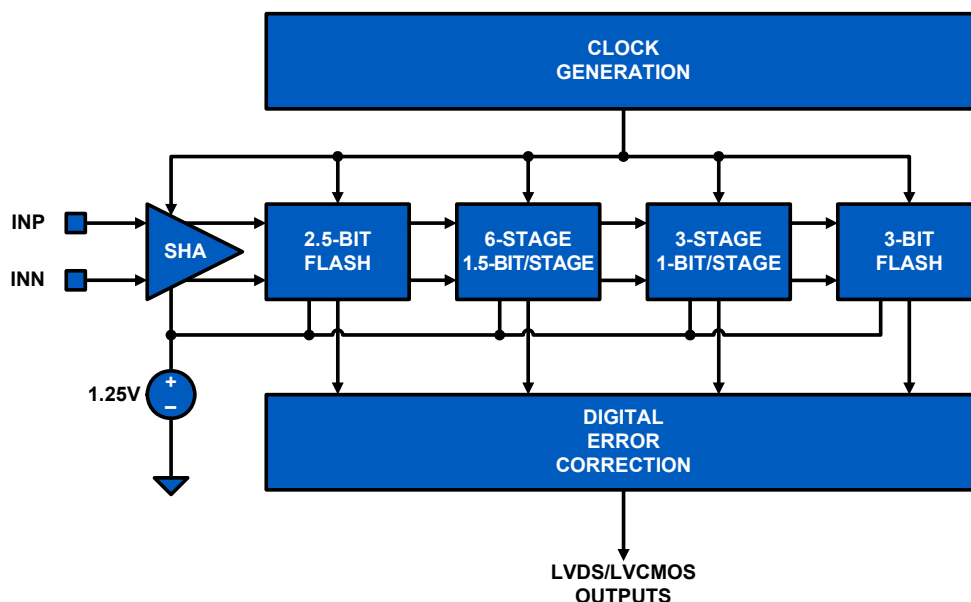 CLOCK
GENERATION
INP
INN
SHA
2.5-BIT
FLASH
6-STAGE
1.5-BIT/STAGE
3-STAGE
1-BIT/STAGE
3-BIT
FLASH
1.25V
+
–
DIGITAL
ERROR
CORRECTION
LVDS/LVCMOS
OUTPUTS